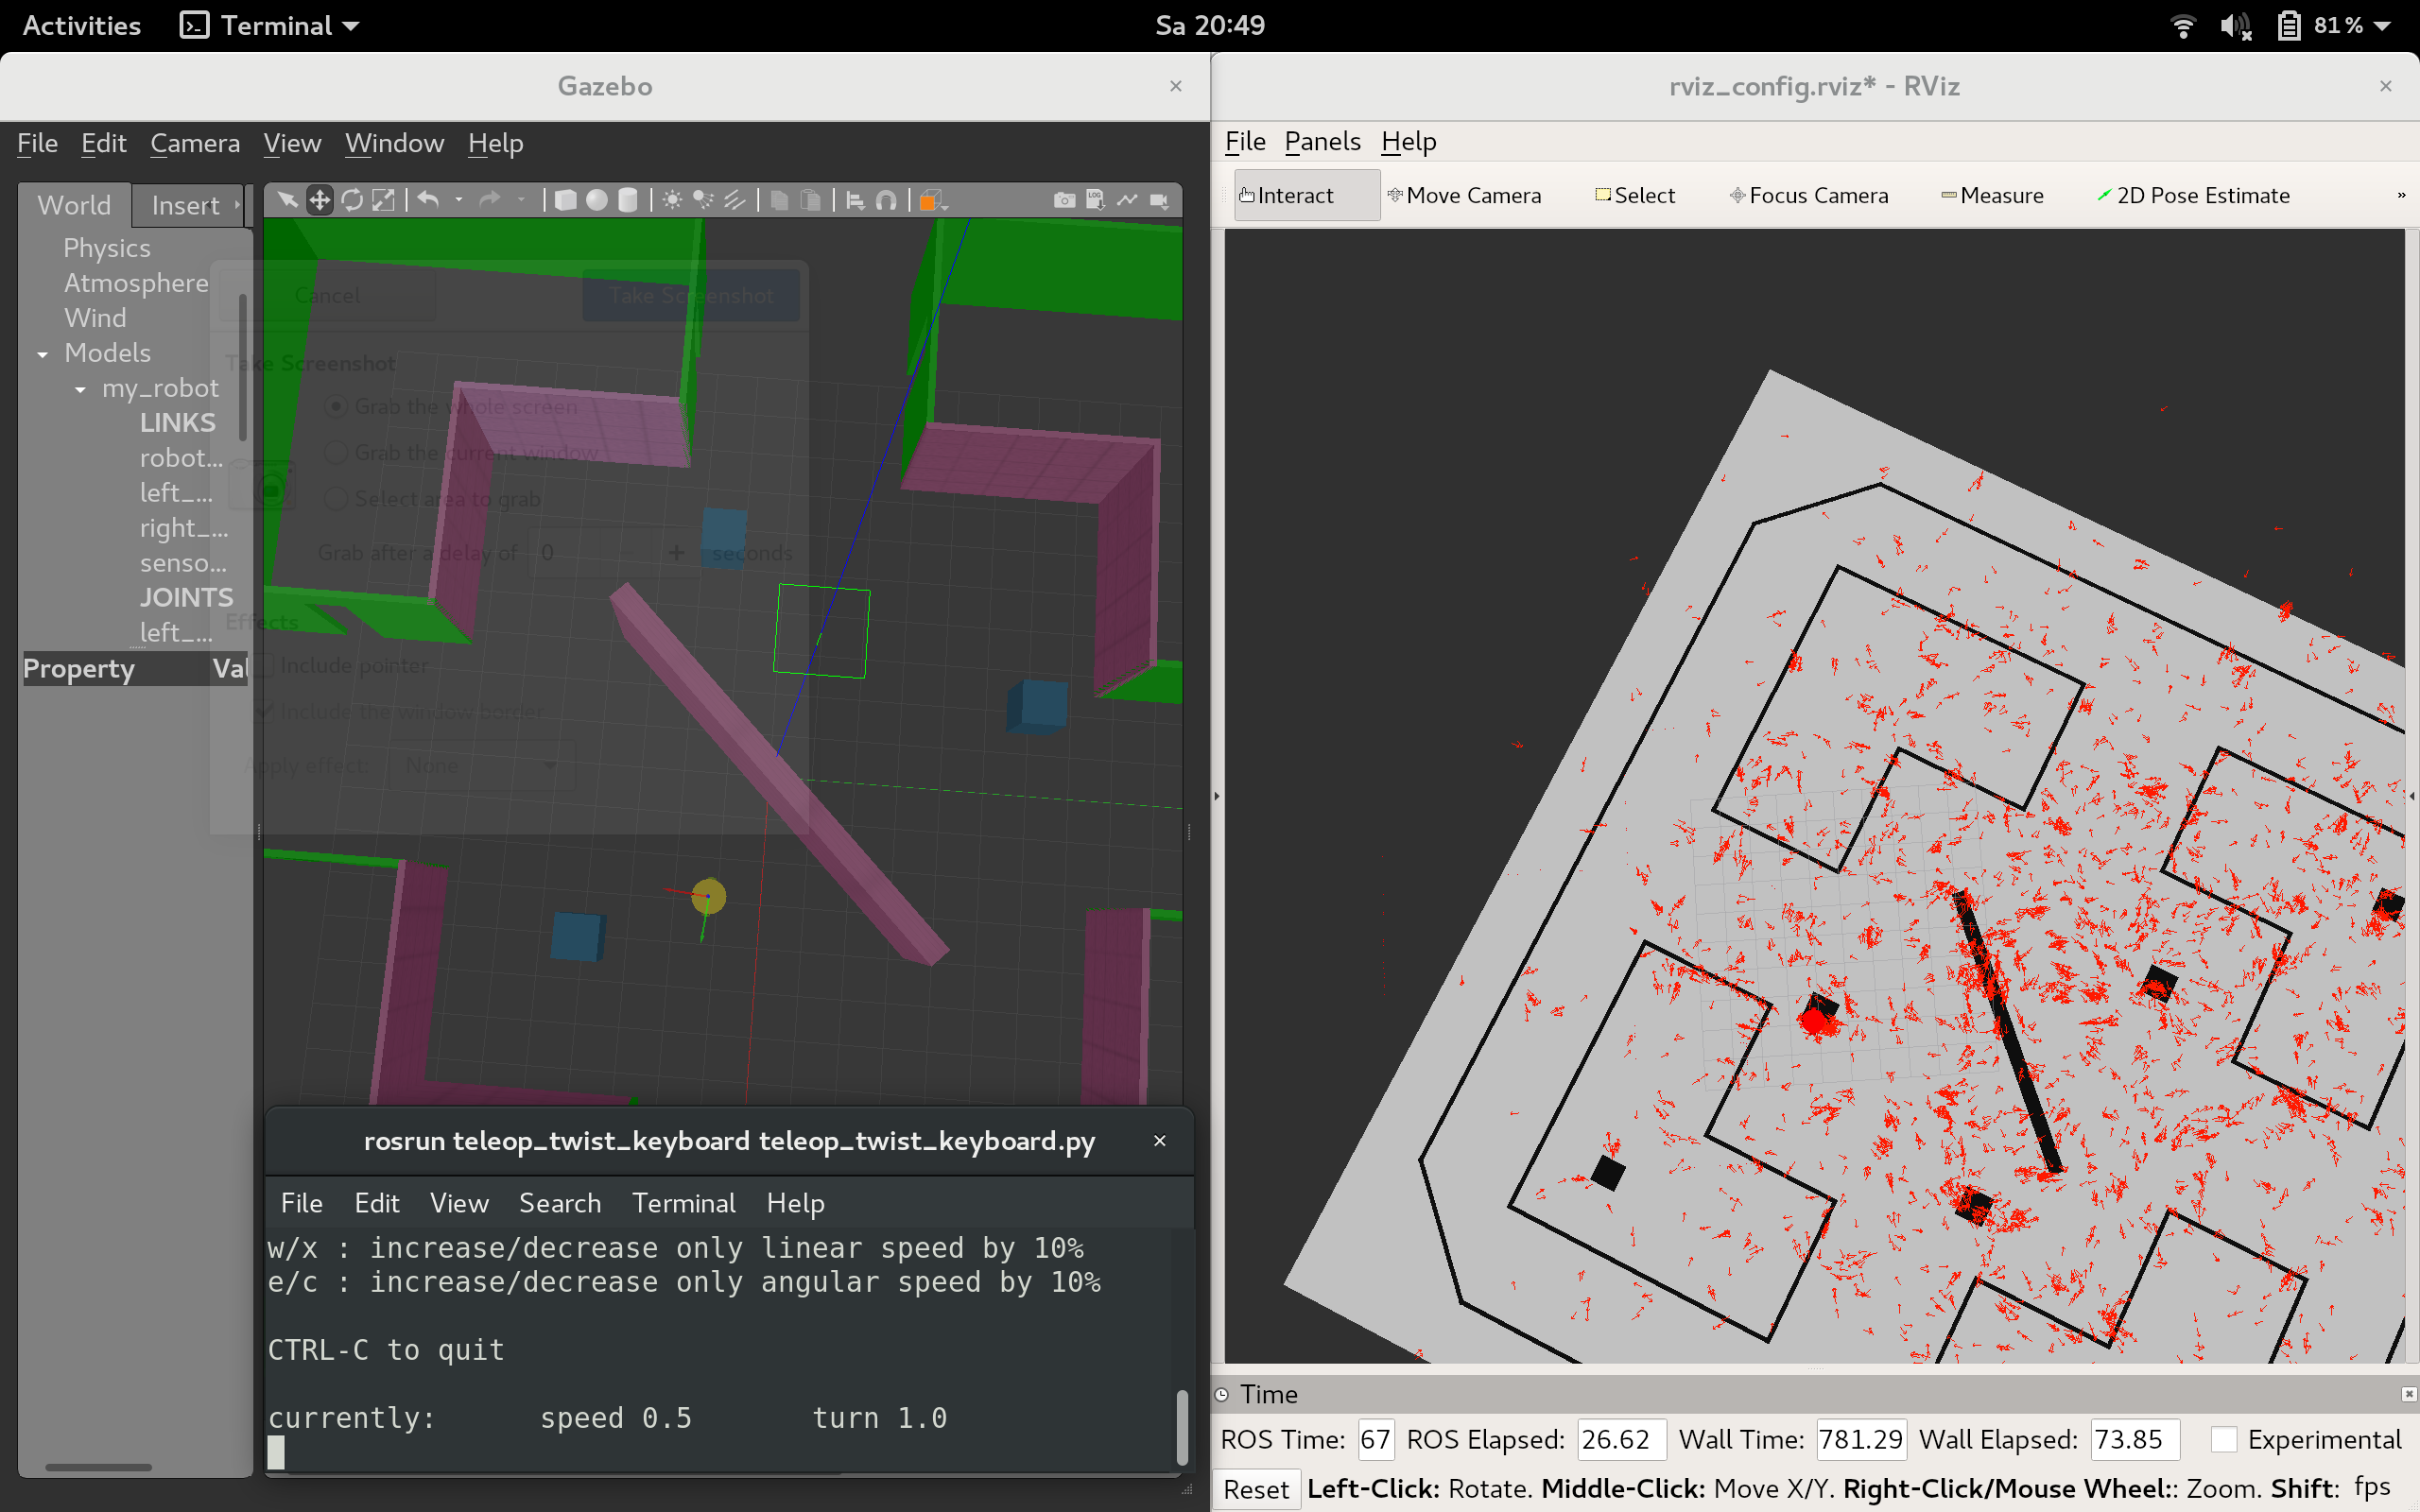 Activities Terminal Sa 20:49 81%
Gazebo
File Edit Camera View Window Help
World Insert
Physics
Atmosphere
Wind
Models
my_robot
LINKS
robot...
left_...
right_...
senso...
JOINTS
left_...
Property Val
Cancel Take Screenshot
Take Screenshot
Grab the whole screen
Grab the current window
Select area to grab
Grab after a delay of 0 - + seconds
Effects
Include pointer
Include the window border
Apply effect: None
rosrun teleop_twist_keyboard teleop_twist_keyboard.py
File Edit View Search Terminal Help
w/x : increase/decrease only linear speed by 10%
e/c : increase/decrease only angular speed by 10%
CTRL-C to quit
currently: speed 0.5 turn 1.0
rviz_config.rviz* - RViz
File Panels Help
Interact Move Camera Select Focus Camera Measure 2D Pose Estimate »
Time
ROS Time: 67 ROS Elapsed: 26.62 Wall Time: 781.29 Wall Elapsed: 73.85 Experimental
Reset Left-Click: Rotate. Middle-Click: Move X/Y. Right-Click/Mouse Wheel:: Zoom. Shift: fps